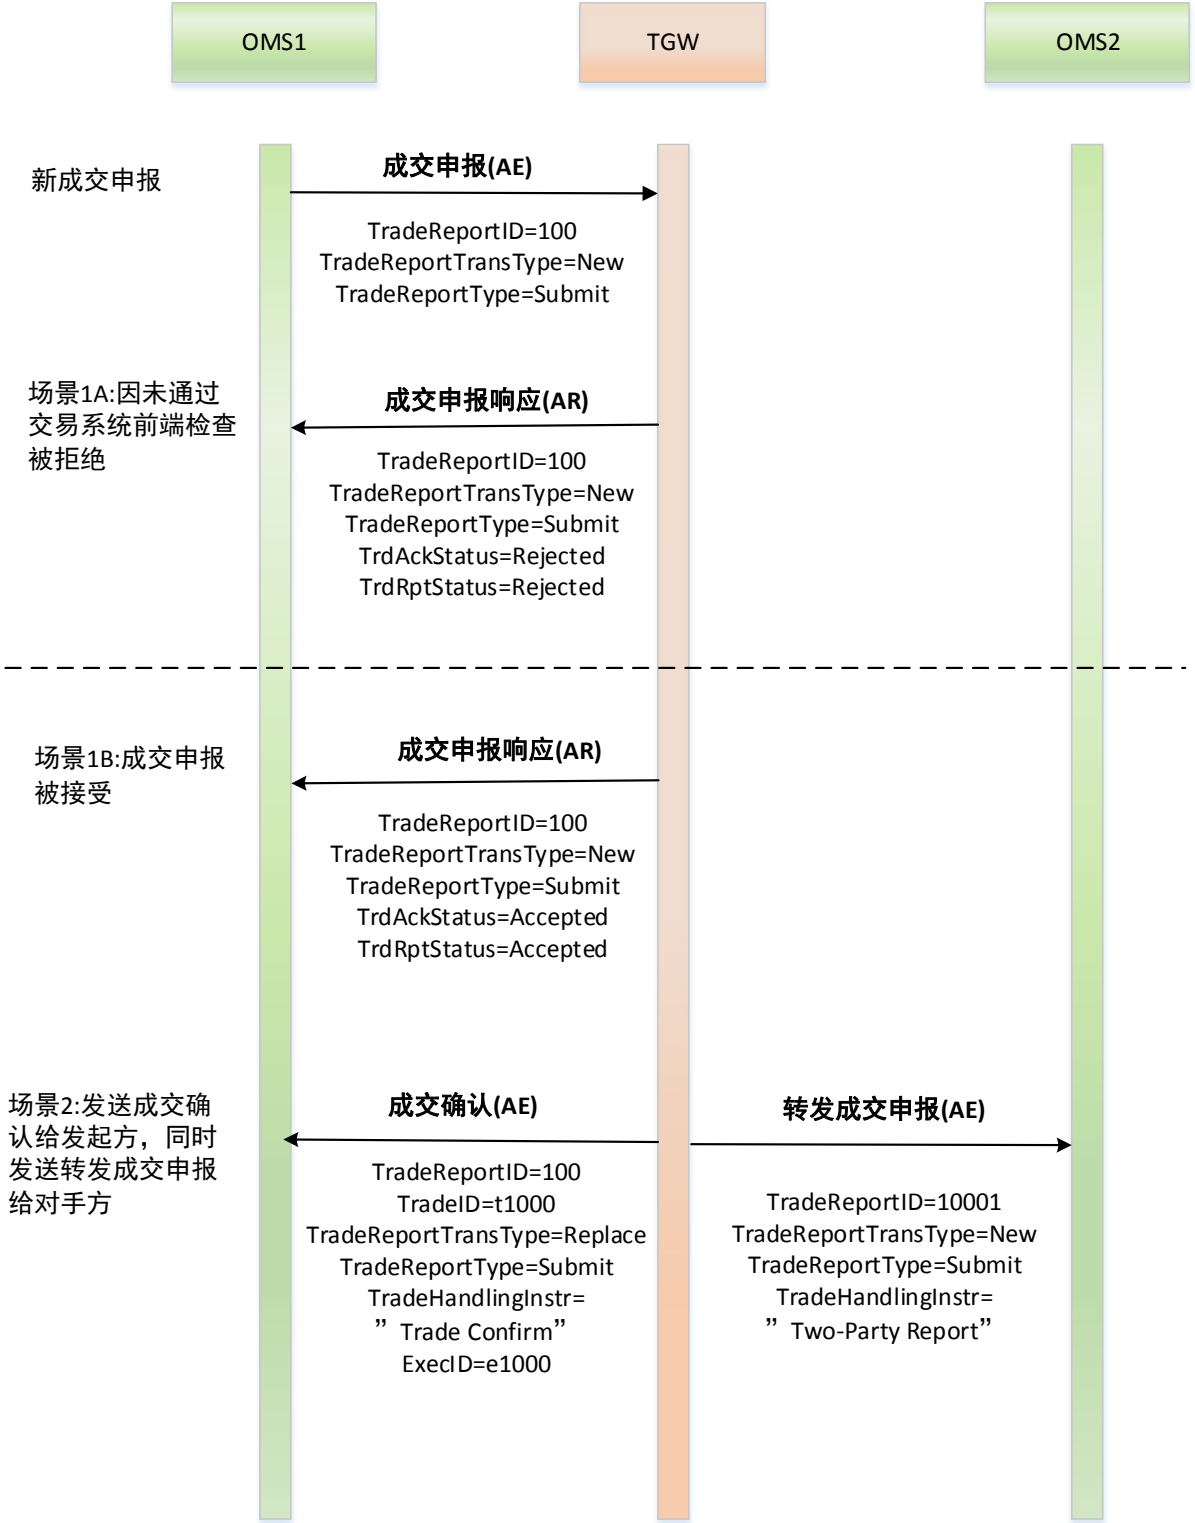 OMS1
TGW
OMS2
新成交申报
成交申报(AE)
TradeReportID=100
TradeReportTransType=New
TradeReportType=Submit
场景1A:因未通过
交易系统前端检查
被拒绝
成交申报响应(AR)
TradeReportID=100
TradeReportTransType=New
TradeReportType=Submit
TrdAckStatus=Rejected
TrdRptStatus=Rejected
场景1B:成交申报
被接受
成交申报响应(AR)
TradeReportID=100
TradeReportTransType=New
TradeReportType=Submit
TrdAckStatus=Accepted
TrdRptStatus=Accepted
场景2:发送成交确
认给发起方，同时
发送转发成交申报
给对手方
成交确认(AE)
TradeReportID=100
TradeID=t1000
TradeReportTransType=Replace
TradeReportType=Submit
TradeHandlingInstr=
”Trade Confirm”
ExecID=e1000
转发成交申报(AE)
TradeReportID=10001
TradeReportTransType=New
TradeReportType=Submit
TradeHandlingInstr=
”Two-Party Report”